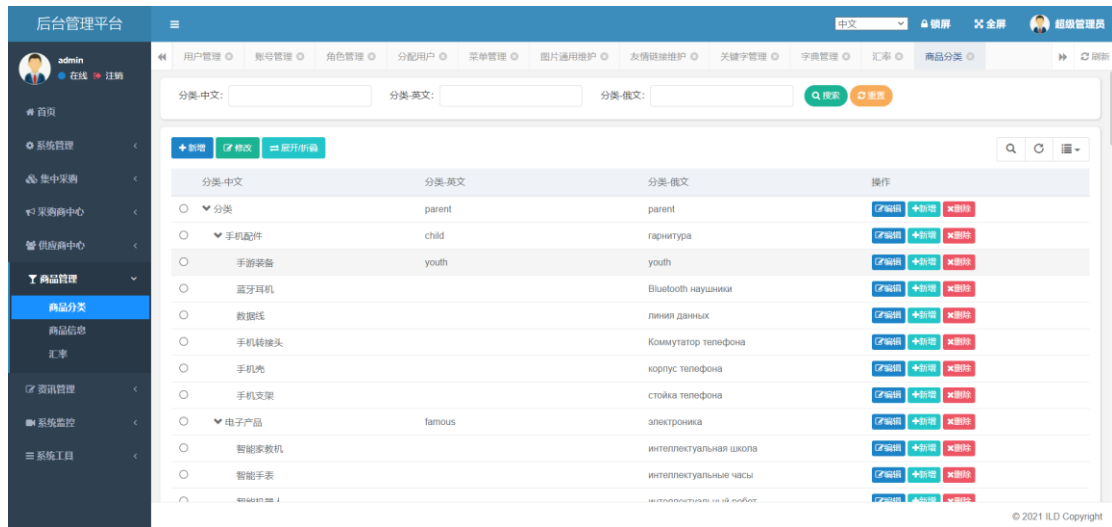 后台管理平台
中文 锁屏 全屏 超级管理员
admin
在线 注销
用户管理 账号管理 角色管理 分配用户 菜单管理 图片通用维护 友情链接维护 关键字管理 字典管理 汇率 商品分类 刷新
首页
系统管理
集中采购
采购商中心
供应商中心
商品管理
商品分类
商品信息
汇率
资讯管理
系统监控
系统工具
分类-中文: 分类-英文: 分类-俄文: 搜索 重置
新增 修改 展开/折叠
分类-中文 分类-英文 分类-俄文 操作
分类 parent parent 编辑 新增 删除
手机配件 child гарнитура 编辑 新增 删除
手游装备 youth youth 编辑 新增 删除
蓝牙耳机 Bluetooth наушники 编辑 新增 删除
数据线 линия данных 编辑 新增 删除
手机转接头 Коммутатор телефона 编辑 新增 删除
手机壳 корпус телефона 编辑 新增 删除
手机支架 стойка телефона 编辑 新增 删除
电子产品 famous электроника 编辑 新增 删除
智能家教机 интеллектуальная школа 编辑 新增 删除
智能手表 интеллектуальные часы 编辑 新增 删除
智能机器人 интеллектуальный робот 编辑 新增 删除
© 2021 ILD Copyright